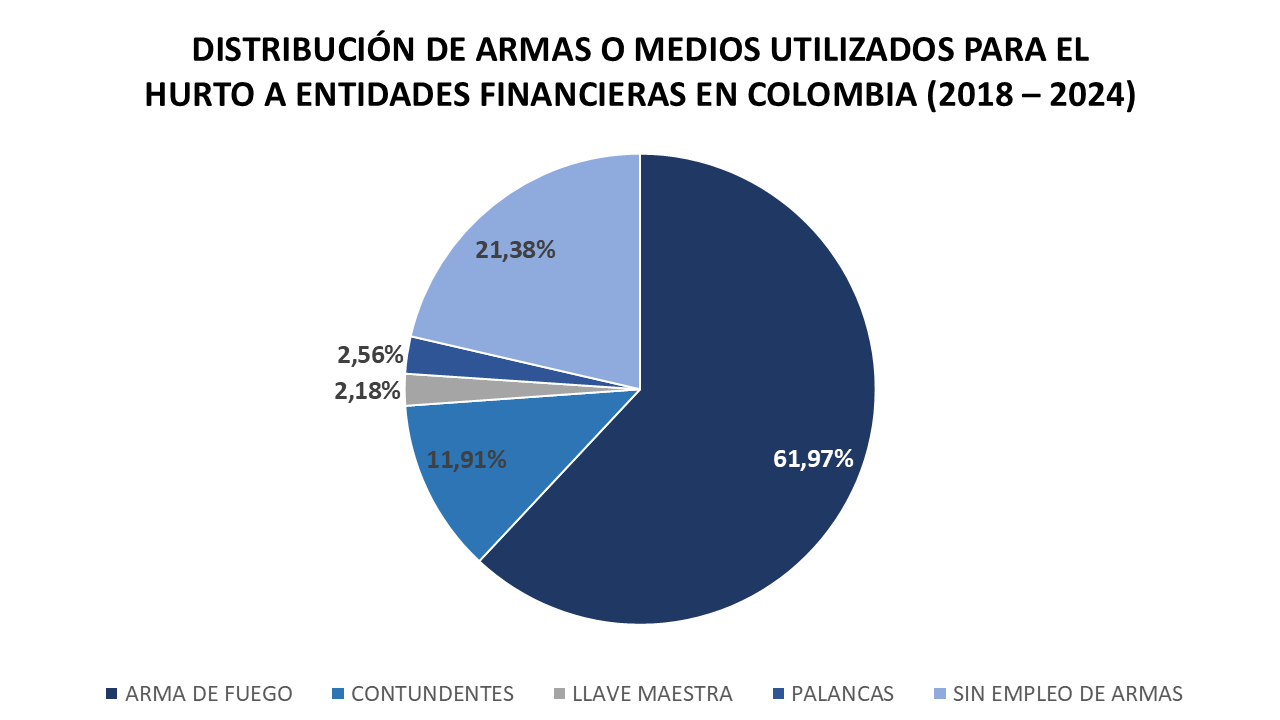 DISTRIBUCIÓN DE ARMAS O MEDIOS UTILIZADOS PARA EL
HURTO A ENTIDADES FINANCIERAS EN COLOMBIA (2018 – 2024)
21,38%
2,56%
2,18%
11,91%
61,97%
ARMA DE FUEGO CONTUNDENTES LLAVE MAESTRA PALANCAS SIN EMPLEO DE ARMAS